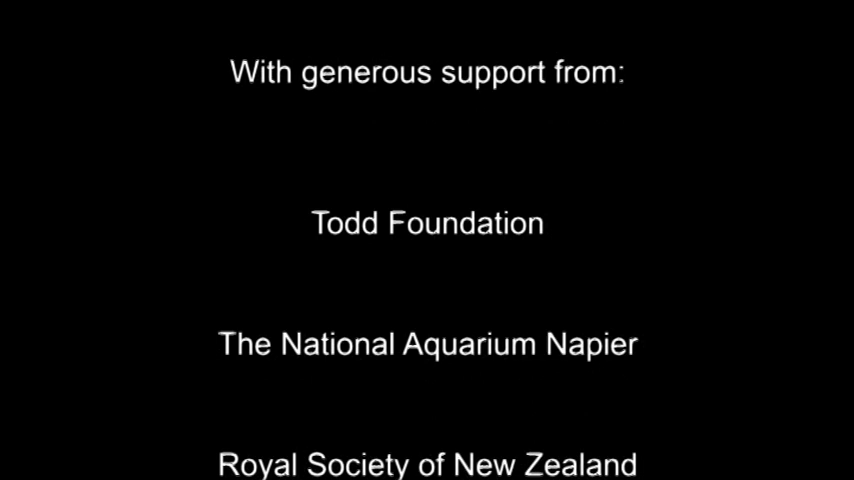 With generous support from:
Todd Foundation
The National Aquarium Napier
Royal Society of New Zealand